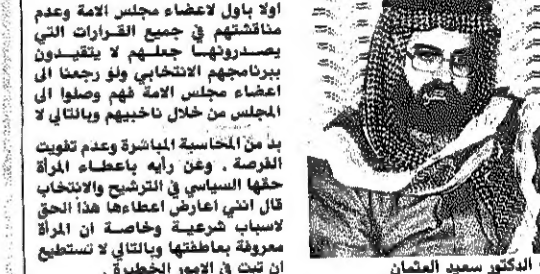 اولا باول لاعضاء مجلس الامة وعدم
مناقشتهم في جميع القرارات التي
يصدرونها جعلهم لا يتقيدون
ببرنامجهم الانتخابي ولو رجعنا الى
اعضاء مجلس الامة فهم وصلوا الى
المجلس من خلال ناخبيهم وبالتالي لا
بد من المحاسبة المباشرة وعدم تفويت
الفرصة . وعن رأيه باعطاء المرأة
حقها السياسي في الترشيح والانتخاب
قال انني اعارض اعطاءها هذا الحق
لاسباب شرعية وخاصة ان المرأة
معروفة بعاطفتها وبالتالي لا تستطيع
ان تبت في الامور الخطيرة .
الدكتور سعيد العثمان